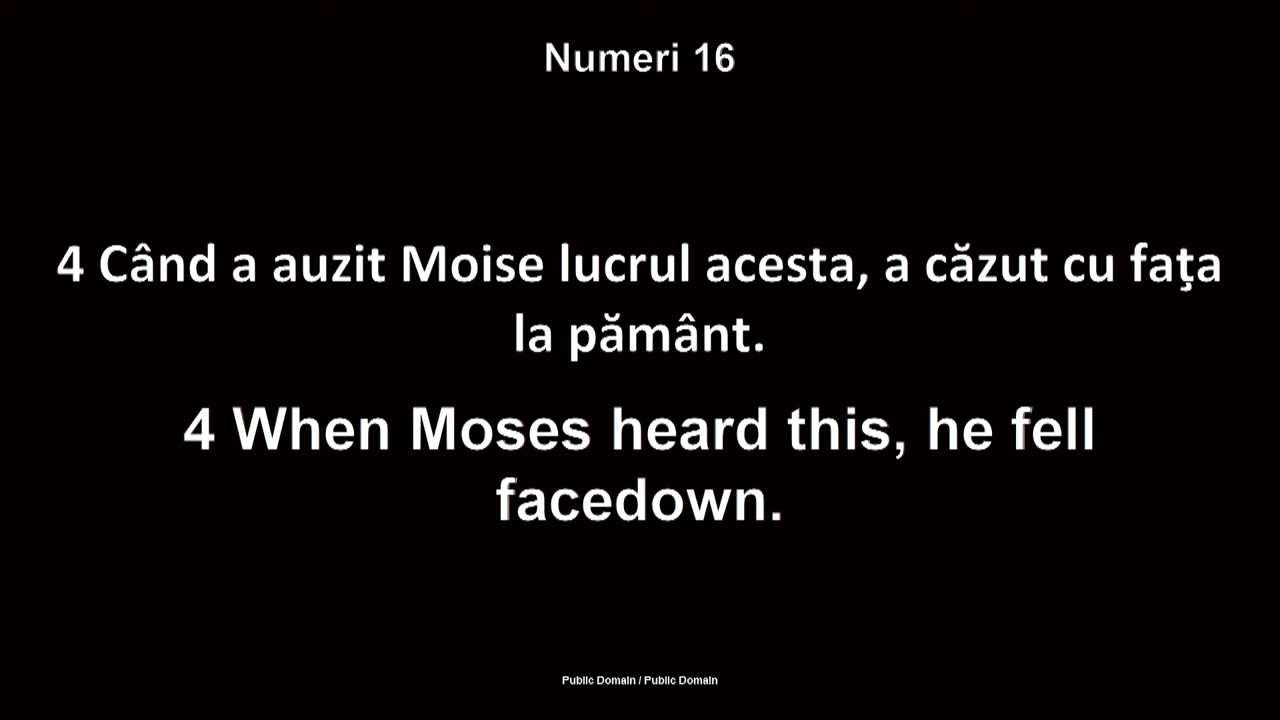 Numeri 16
4 Când a auzit Moise lucrul acesta, a căzut cu faţa
la pământ.
4 When Moses heard this, he fell
facedown.
Public Domain / Public Domain